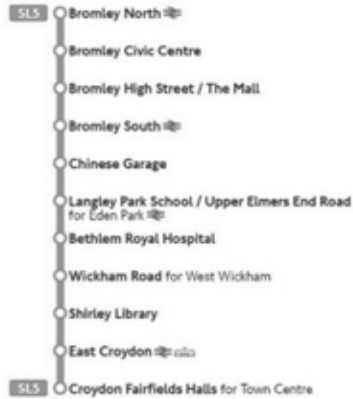 SL5 Bromley North
Bromley Civic Centre
Bromley High Street / The Mall
Bromley South
Chinese Garage
Langley Park School / Upper Elmers End Road
for Eden Park
Bethlem Royal Hospital
Wickham Road for West Wickham
Shirley Library
East Croydon
SL5 Croydon Fairfields Halls for Town Centre